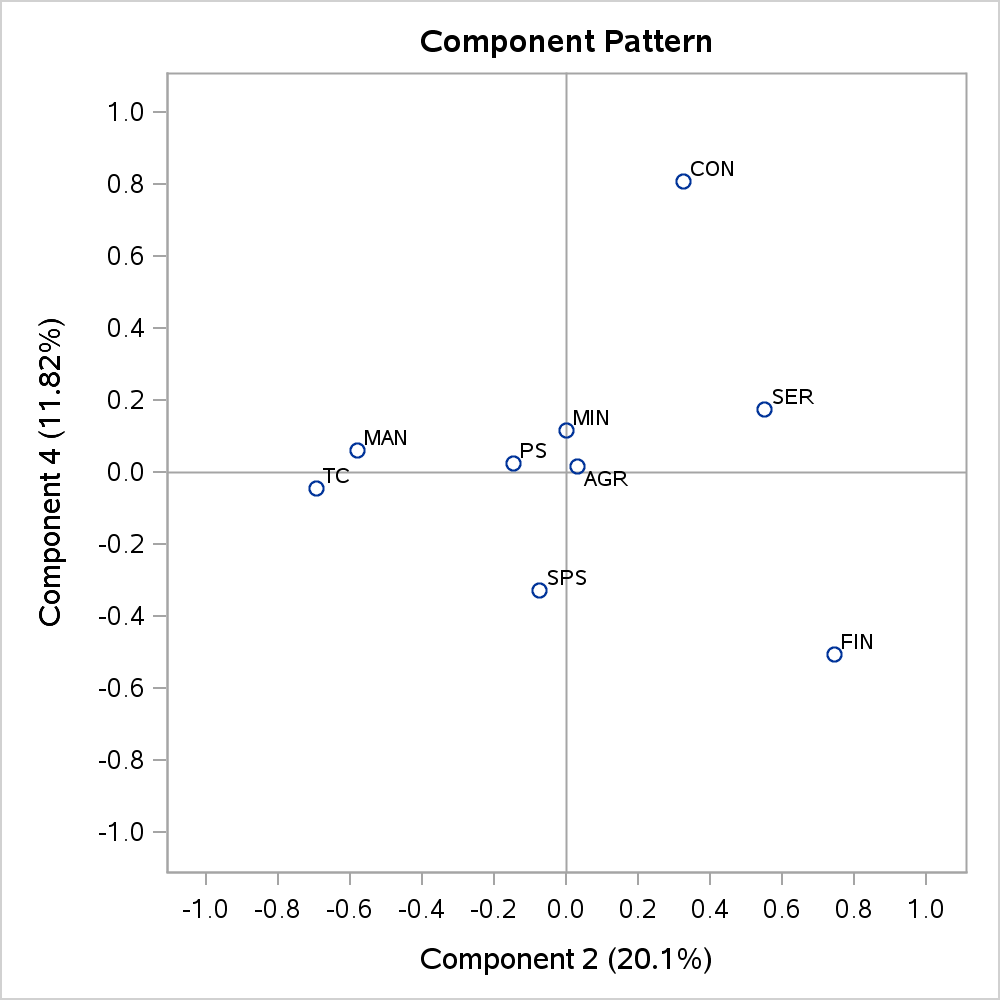 Component Pattern
Component 4 (11.82%)
1.0
0.8
0.6
0.4
0.2
0.0
-0.2
-0.4
-0.6
-0.8
-1.0
CON
SER
MIN
MAN
PS
TC
AGR
SPS
FIN
-1.0 -0.8 -0.6 -0.4 -0.2 0.0 0.2 0.4 0.6 0.8 1.0
Component 2 (20.1%)